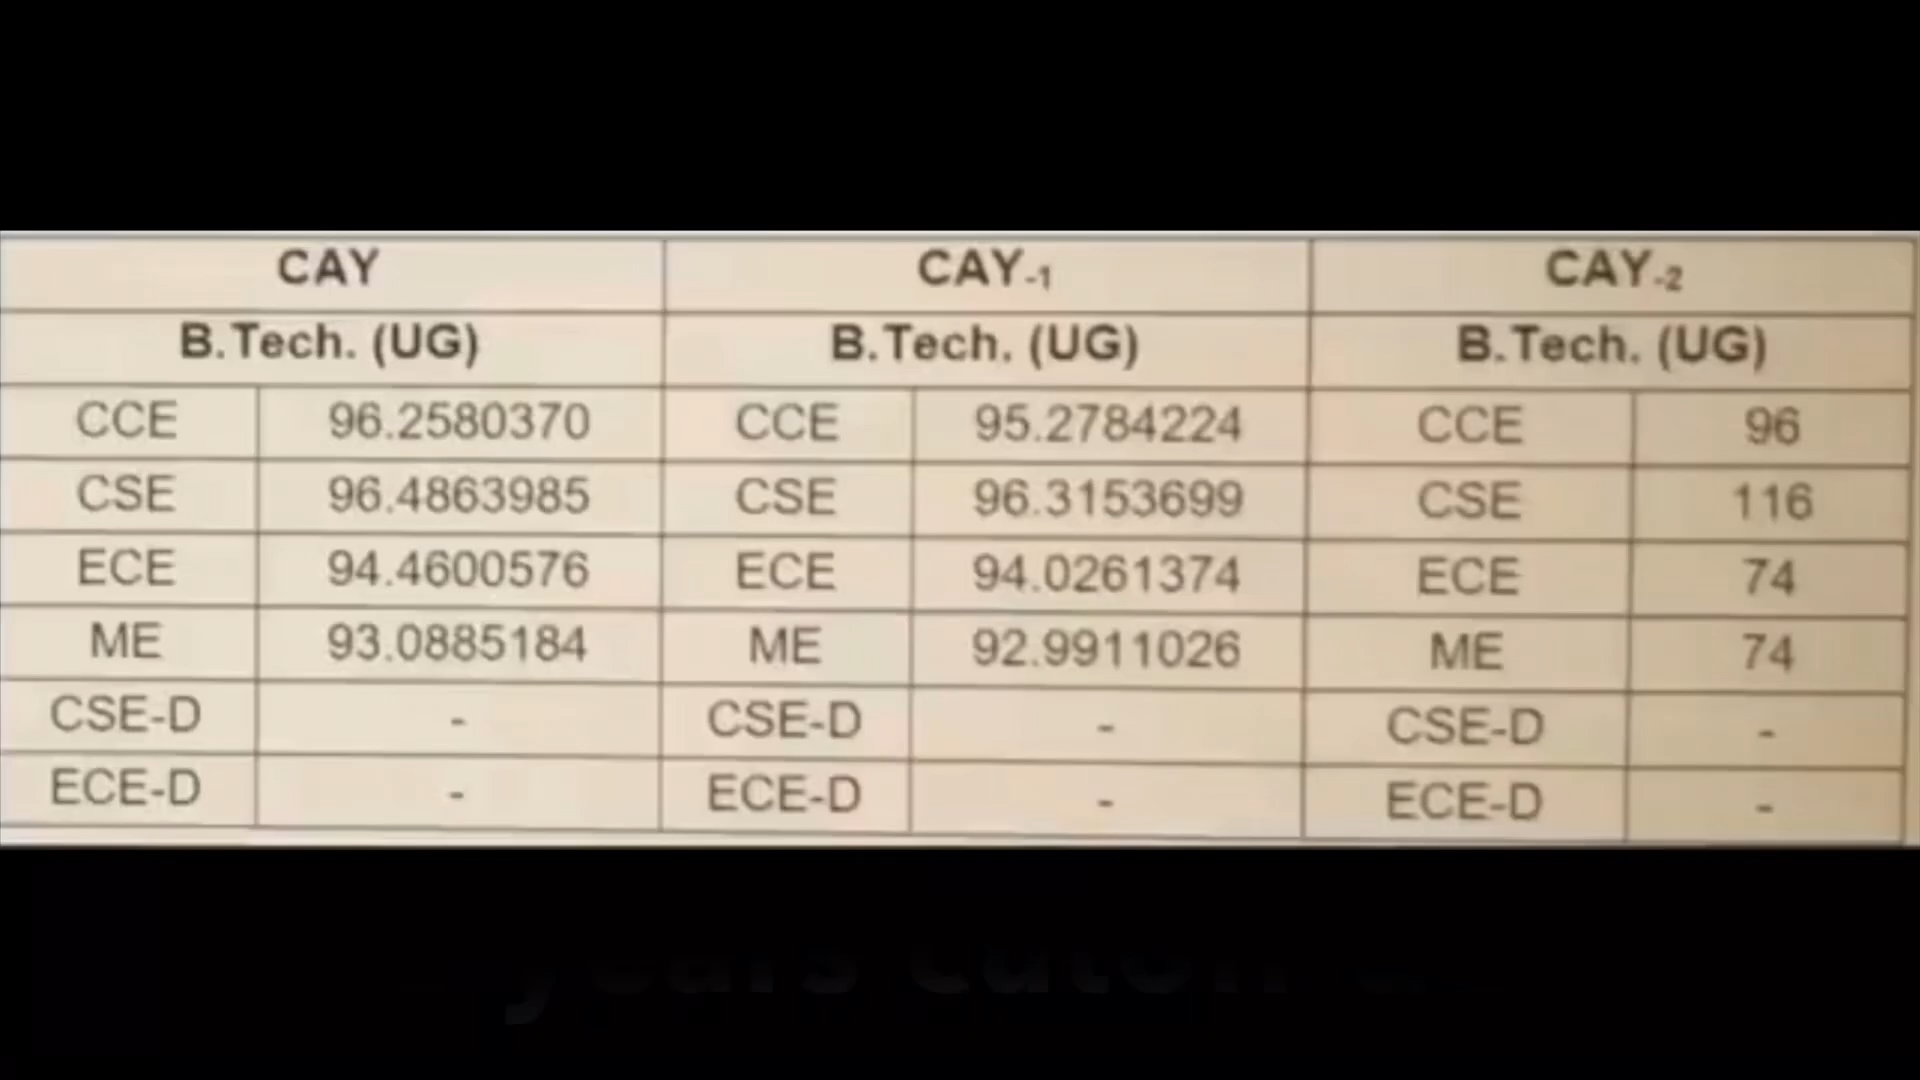 CAY CAY-1 CAY-2
B.Tech. (UG) B.Tech. (UG) B.Tech. (UG)
CCE 96.2580370 CCE 95.2784224 CCE 96
CSE 96.4863985 CSE 96.3153699 CSE 116
ECE 94.4600576 ECE 94.0261374 ECE 74
ME 93.0885184 ME 92.9911026 ME 74
CSE-D - CSE-D - CSE-D -
ECE-D - ECE-D - ECE-D -
years